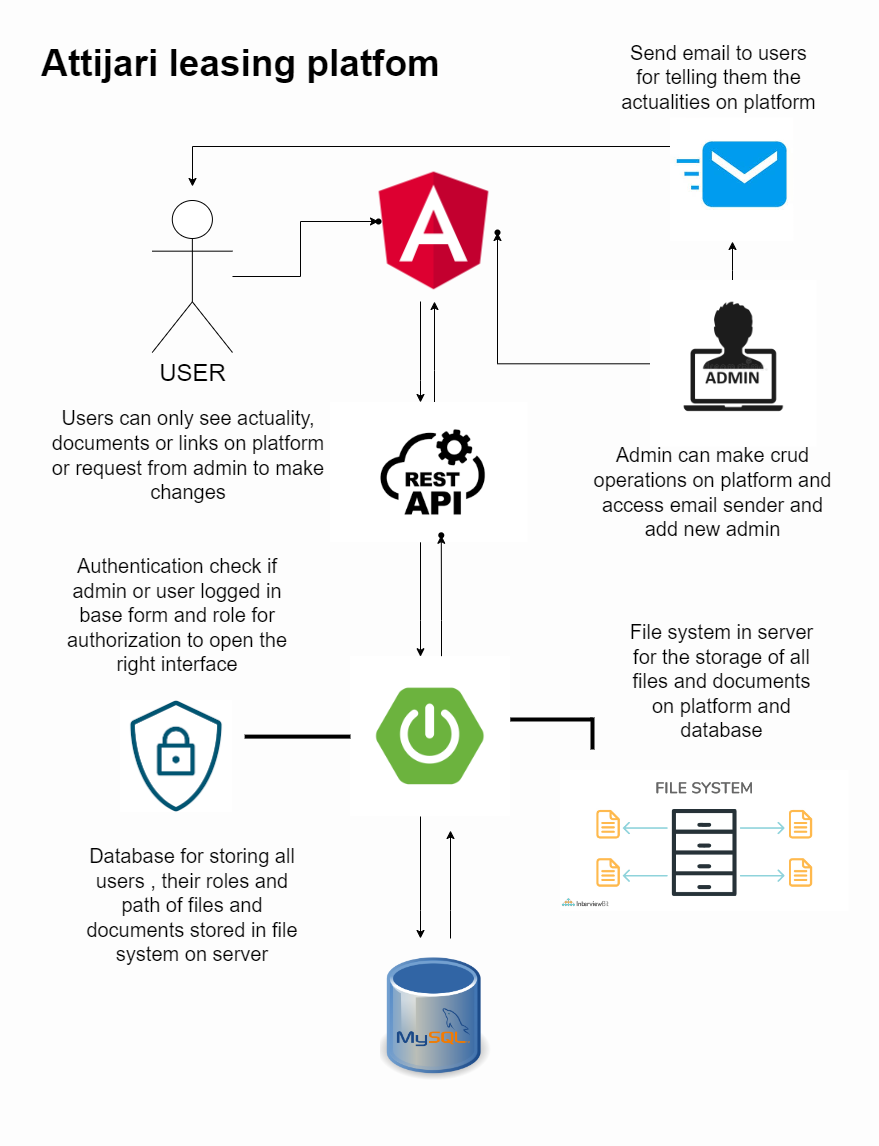 Attijari leasing platfom
Send email to users
for telling them the
actualities on platform
USER
Users can only see actuality,
documents or links on platform
or request from admin to make
changes
ADMIN
Admin can make crud
operations on platform and
access email sender and
add new admin
REST
API
Authentication check if
admin or user logged in
base form and role for
authorization to open the
right interface
File system in server
for the storage of all
files and documents
on platform and
database
FILE SYSTEM
InterviewBit
Database for storing all
users , their roles and
path of files and
documents stored in file
system on server
MySQL